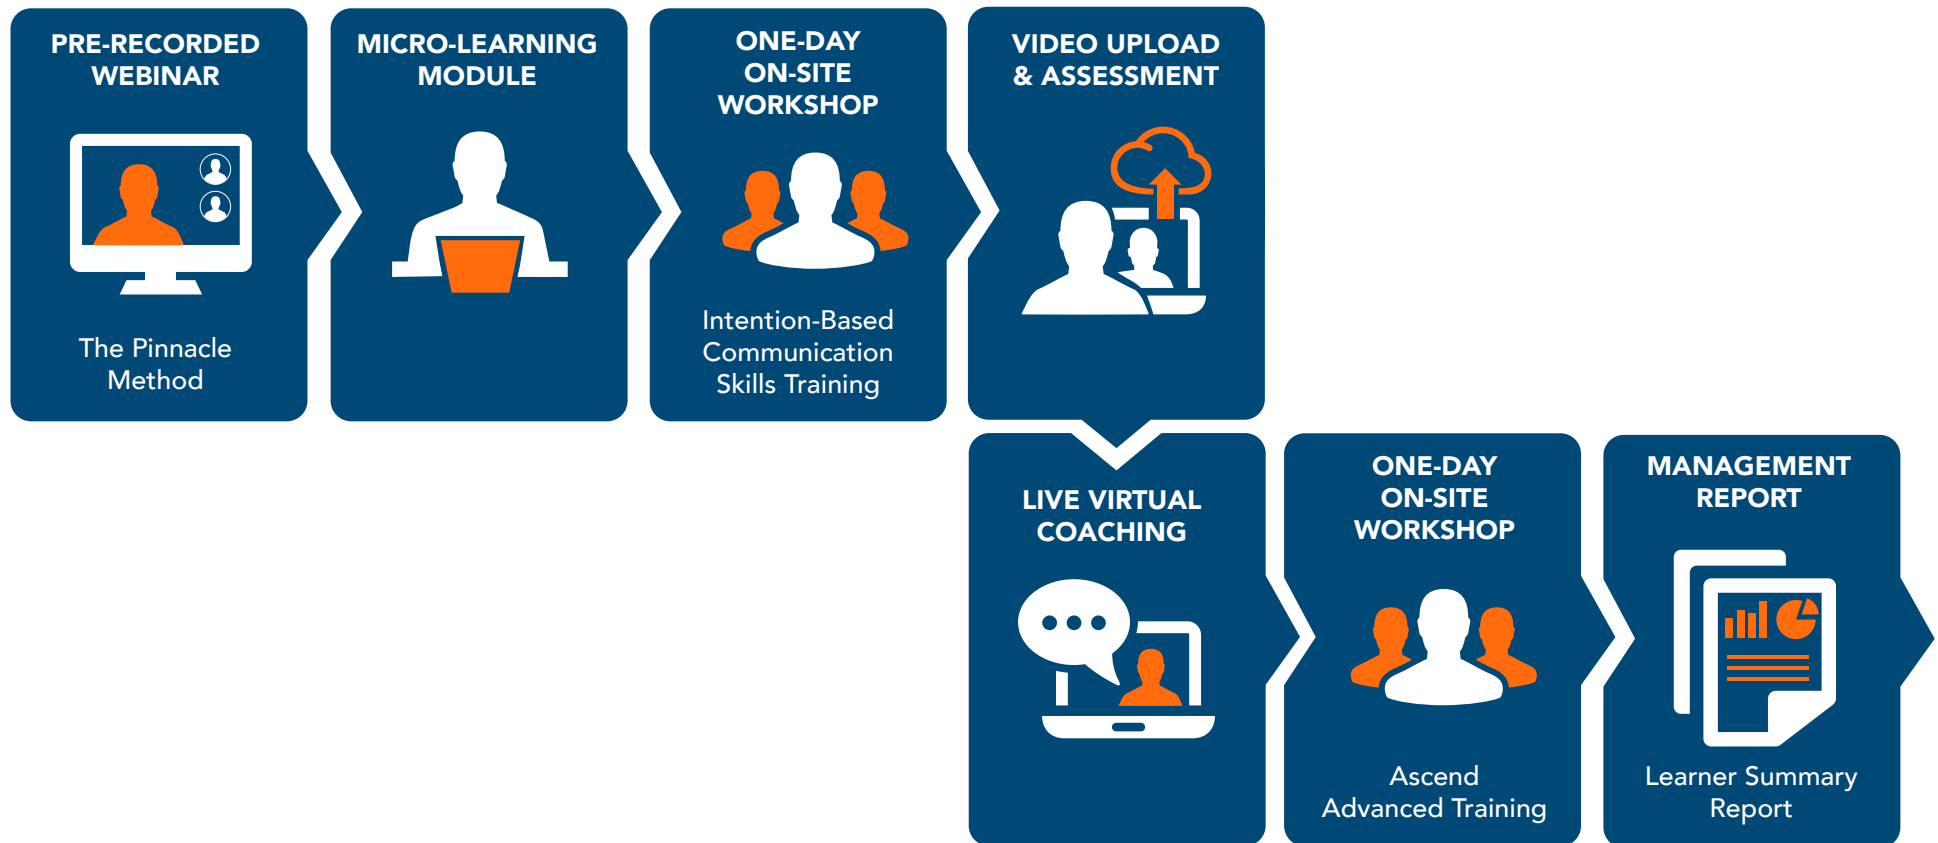 PRE-RECORDED
WEBINAR
The Pinnacle
Method
MICRO-LEARNING
MODULE
ONE-DAY
ON-SITE
WORKSHOP
Intention-Based
Communication
Skills Training
VIDEO UPLOAD
& ASSESSMENT
LIVE VIRTUAL
COACHING
ONE-DAY
ON-SITE
WORKSHOP
Ascend
Advanced Training
MANAGEMENT
REPORT
Learner Summary
Report